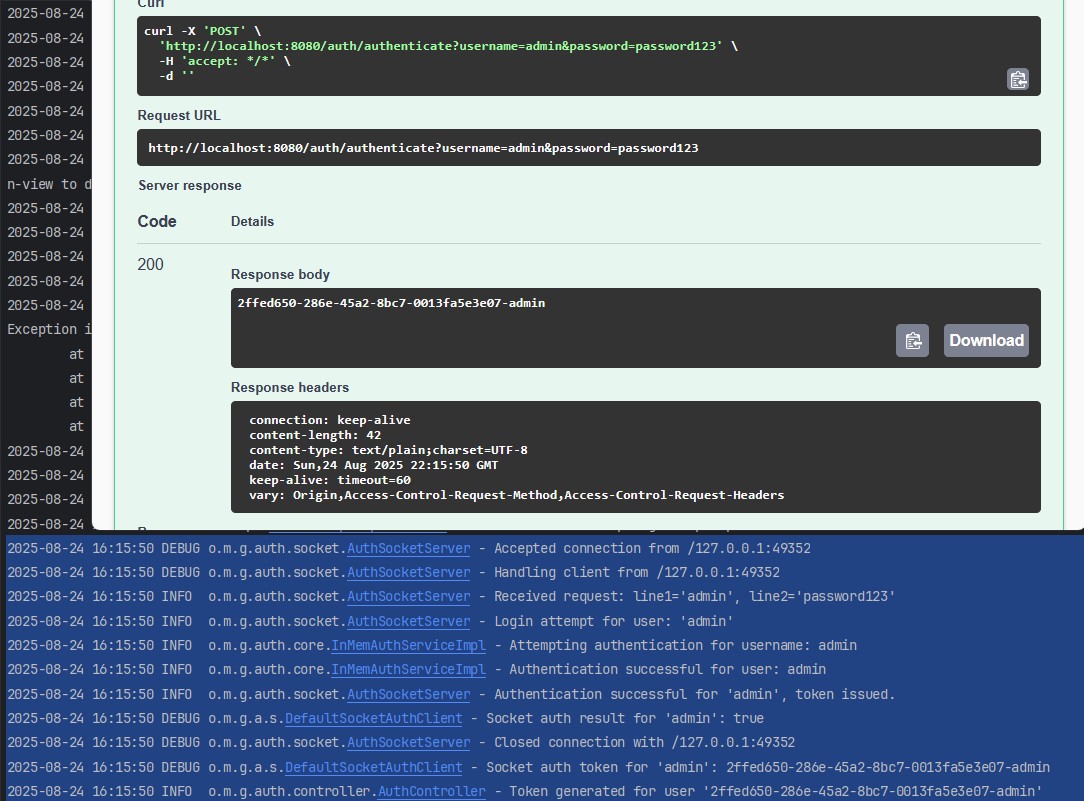 2025-08-24
2025-08-24
2025-08-24
2025-08-24
2025-08-24
2025-08-24
2025-08-24
n-view to d
2025-08-24
2025-08-24
2025-08-24
2025-08-24
2025-08-24
Exception i
at
at
at
at
2025-08-24
2025-08-24
2025-08-24
2025-08-24
Curl
curl -X 'POST' \
'http://localhost:8080/auth/authenticate?username=admin&password=password123' \
-H 'accept: */*' \
-d ''
Request URL
http://localhost:8080/auth/authenticate?username=admin&password=password123
Server response
Code Details
200
Response body
2ffed650-286e-45a2-8bc7-0013fa5e3e07-admin
Download
Response headers
connection: keep-alive
content-length: 42
content-type: text/plain;charset=UTF-8
date: Sun,24 Aug 2025 22:15:50 GMT
keep-alive: timeout=60
vary: Origin,Access-Control-Request-Method,Access-Control-Request-Headers
2025-08-24 16:15:50 DEBUG o.m.g.auth.socket.AuthSocketServer - Accepted connection from /127.0.0.1:49352
2025-08-24 16:15:50 DEBUG o.m.g.auth.socket.AuthSocketServer - Handling client from /127.0.0.1:49352
2025-08-24 16:15:50 INFO o.m.g.auth.socket.AuthSocketServer - Received request: line1='admin', line2='password123'
2025-08-24 16:15:50 INFO o.m.g.auth.socket.AuthSocketServer - Login attempt for user: 'admin'
2025-08-24 16:15:50 INFO o.m.g.auth.core.InMemAuthServiceImpl - Attempting authentication for username: admin
2025-08-24 16:15:50 INFO o.m.g.auth.core.InMemAuthServiceImpl - Authentication successful for user: admin
2025-08-24 16:15:50 INFO o.m.g.auth.socket.AuthSocketServer - Authentication successful for 'admin', token issued.
2025-08-24 16:15:50 DEBUG o.m.g.a.s.DefaultSocketAuthClient - Socket auth result for 'admin': true
2025-08-24 16:15:50 DEBUG o.m.g.auth.socket.AuthSocketServer - Closed connection with /127.0.0.1:49352
2025-08-24 16:15:50 DEBUG o.m.g.a.s.DefaultSocketAuthClient - Socket auth token for 'admin': 2ffed650-286e-45a2-8bc7-0013fa5e3e07-admin
2025-08-24 16:15:50 INFO o.m.g.auth.controller.AuthController - Token generated for user '2ffed650-286e-45a2-8bc7-0013fa5e3e07-admin'